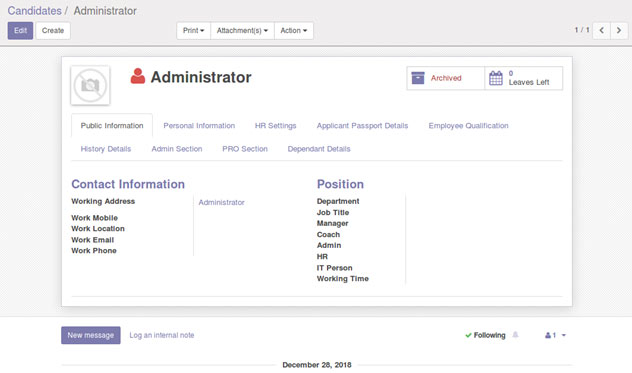 Candidates / Administrator
Edit Create Print Attachment(s) Action 1 / 1
Administrator
Archived
0
Leaves Left
Public Information Personal Information HR Settings Applicant Passport Details Employee Qualification
History Details Admin Section PRO Section Dependant Details
Contact Information
Working Address Administrator
Work Mobile
Work Location
Work Email
Work Phone
Position
Department
Job Title
Manager
Coach
Admin
HR
IT Person
Working Time
New message Log an internal note Following 1
December 28, 2018